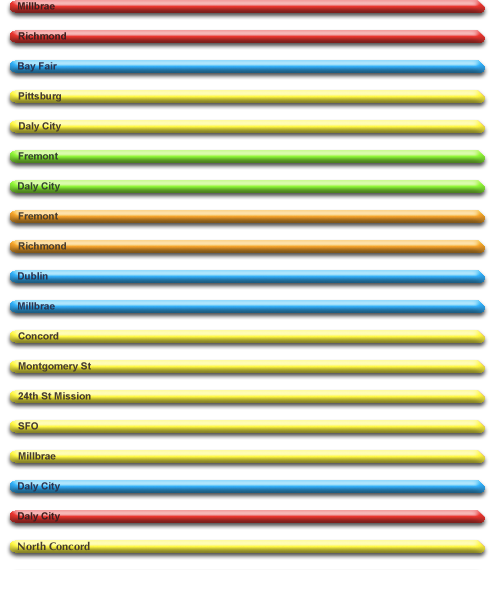 Millbrae
Richmond
Bay Fair
Pittsburg
Daly City
Fremont
Daly City
Fremont
Richmond
Dublin
Millbrae
Concord
Montgomery St
24th St Mission
SFO
Millbrae
Daly City
Daly City
North Concord